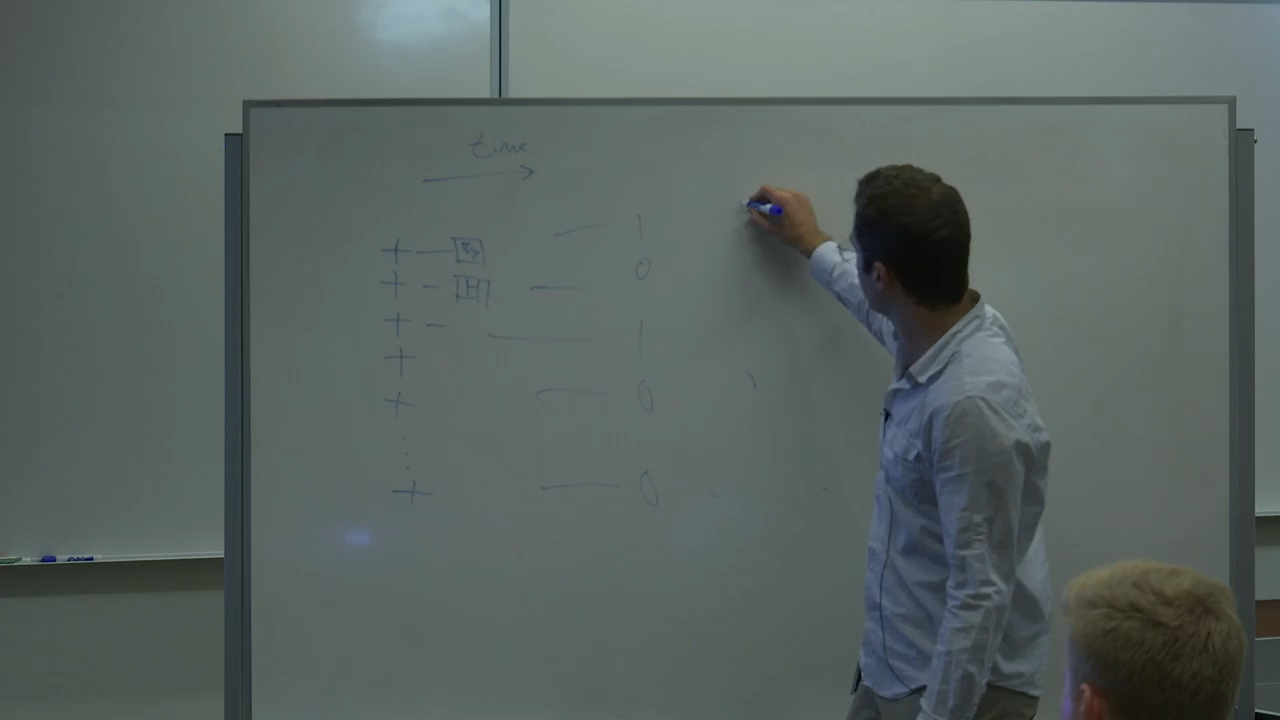 time
+ 1
+ H 0
+ 1
+
+ 0
+ 0